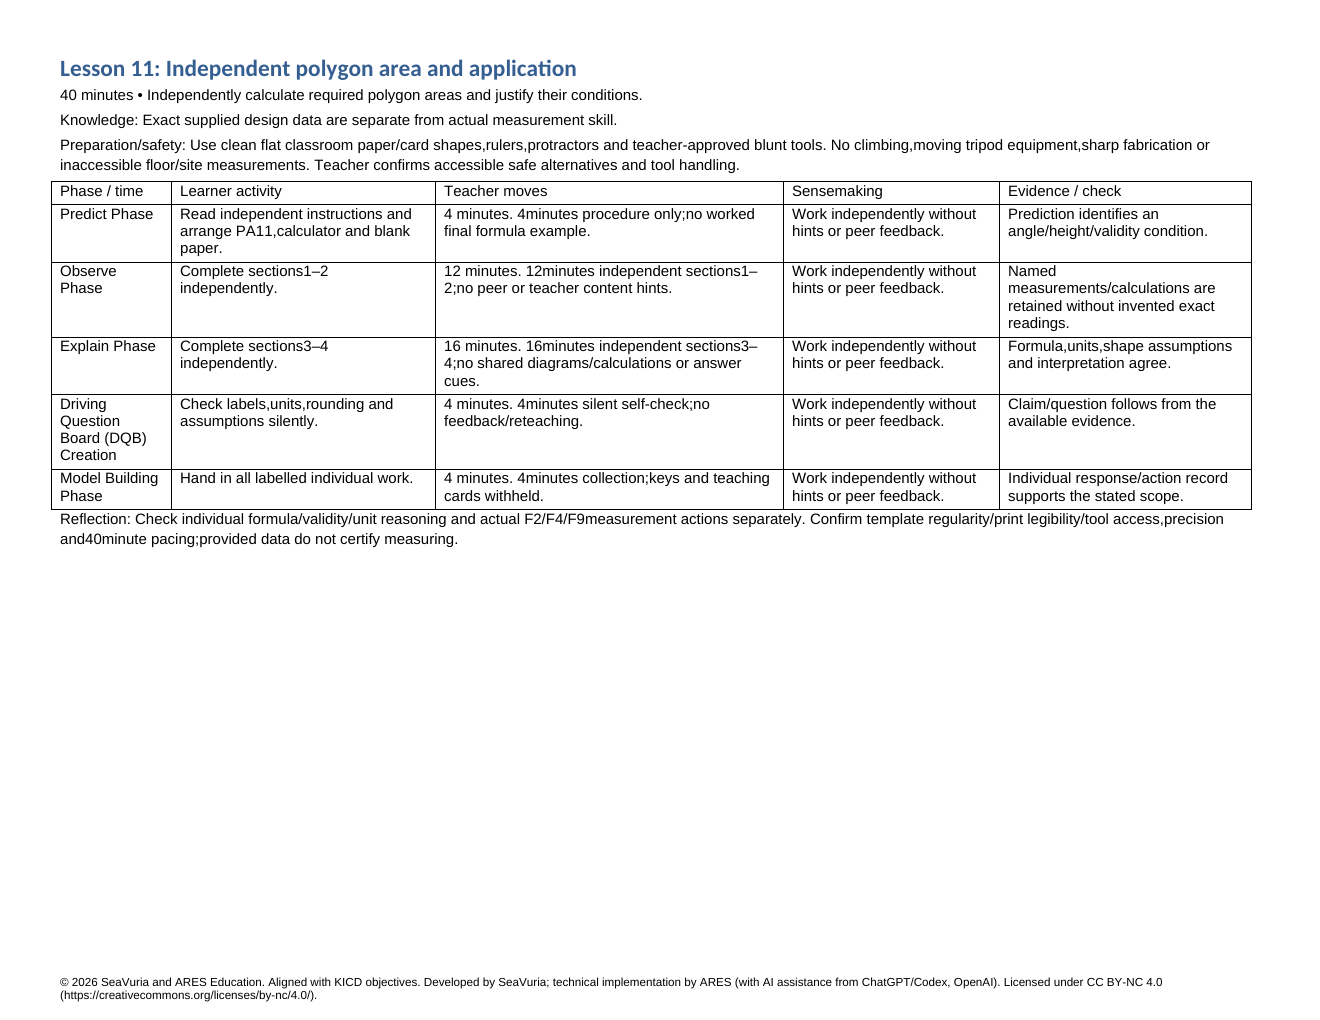 Lesson 11: Independent polygon area and application
40 minutes • Independently calculate required polygon areas and justify their conditions.
Knowledge: Exact supplied design data are separate from actual measurement skill.
Preparation/safety: Use clean flat classroom paper/card shapes,rulers,protractors and teacher-approved blunt tools. No climbing,moving tripod equipment,sharp fabrication or
inaccessible floor/site measurements. Teacher confirms accessible safe alternatives and tool handling.
Phase / time
Learner activity
Teacher moves
Sensemaking
Evidence / check
Predict Phase
Read independent instructions and
arrange PA11,calculator and blank
paper.
4 minutes. 4minutes procedure only;no worked
final formula example.
Work independently without
hints or peer feedback.
Prediction identifies an
angle/height/validity condition.
Observe
Phase
Complete sections1–2
independently.
12 minutes. 12minutes independent sections1–
2;no peer or teacher content hints.
Work independently without
hints or peer feedback.
Named
measurements/calculations are
retained without invented exact
readings.
Explain Phase
Complete sections3–4
independently.
16 minutes. 16minutes independent sections3–
4;no shared diagrams/calculations or answer
cues.
Work independently without
hints or peer feedback.
Formula,units,shape assumptions
and interpretation agree.
Driving
Question
Board (DQB)
Creation
Check labels,units,rounding and
assumptions silently.
4 minutes. 4minutes silent self-check;no
feedback/reteaching.
Work independently without
hints or peer feedback.
Claim/question follows from the
available evidence.
Model Building
Phase
Hand in all labelled individual work.
4 minutes. 4minutes collection;keys and teaching
cards withheld.
Work independently without
hints or peer feedback.
Individual response/action record
supports the stated scope.
Reflection: Check individual formula/validity/unit reasoning and actual F2/F4/F9measurement actions separately. Confirm template regularity/print legibility/tool access,precision
and40minute pacing;provided data do not certify measuring.
© 2026 SeaVuria and ARES Education. Aligned with KICD objectives. Developed by SeaVuria; technical implementation by ARES (with AI assistance from ChatGPT/Codex, OpenAI). Licensed under CC BY-NC 4.0
(https://creativecommons.org/licenses/by-nc/4.0/).